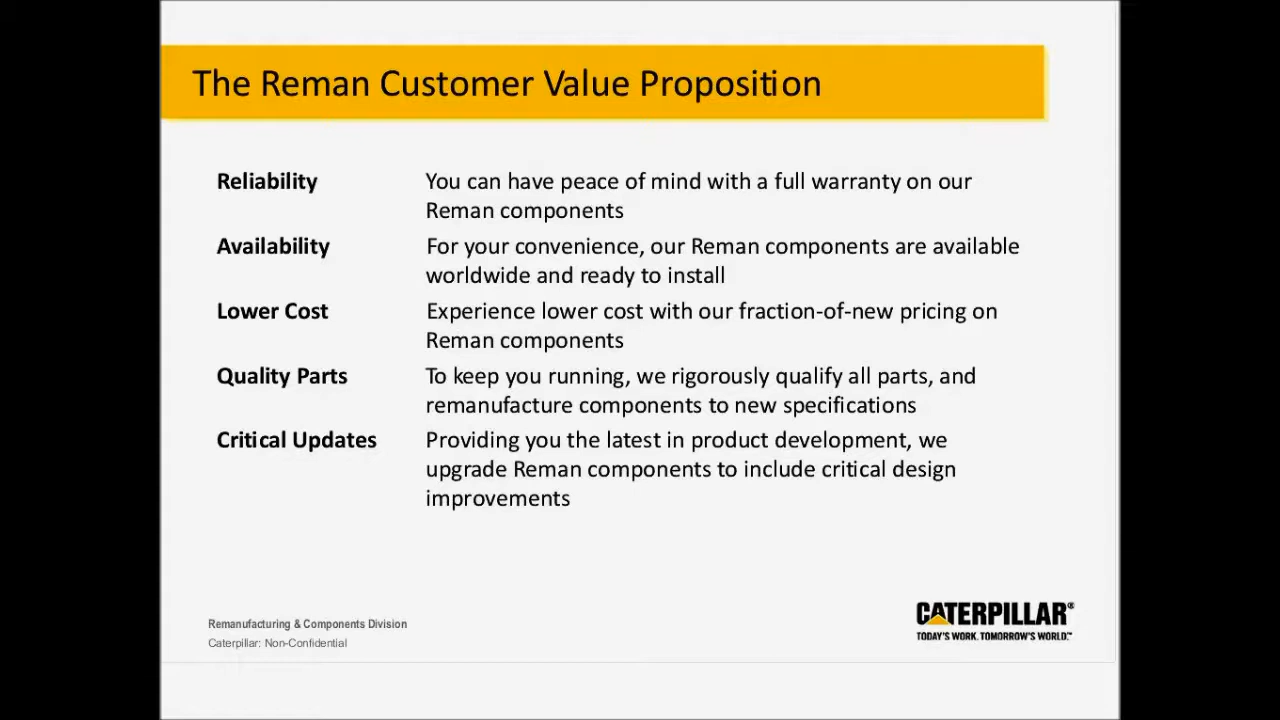 The Reman Customer Value Proposition
Reliability You can have peace of mind with a full warranty on our
Reman components
Availability For your convenience, our Reman components are available
worldwide and ready to install
Lower Cost Experience lower cost with our fraction-of-new pricing on
Reman components
Quality Parts To keep you running, we rigorously qualify all parts, and
remanufacture components to new specifications
Critical Updates Providing you the latest in product development, we
upgrade Reman components to include critical design
improvements
Remanufacturing & Components Division
Caterpillar: Non-Confidential
CATERPILLAR®
TODAY'S WORK. TOMORROW'S WORLD.™